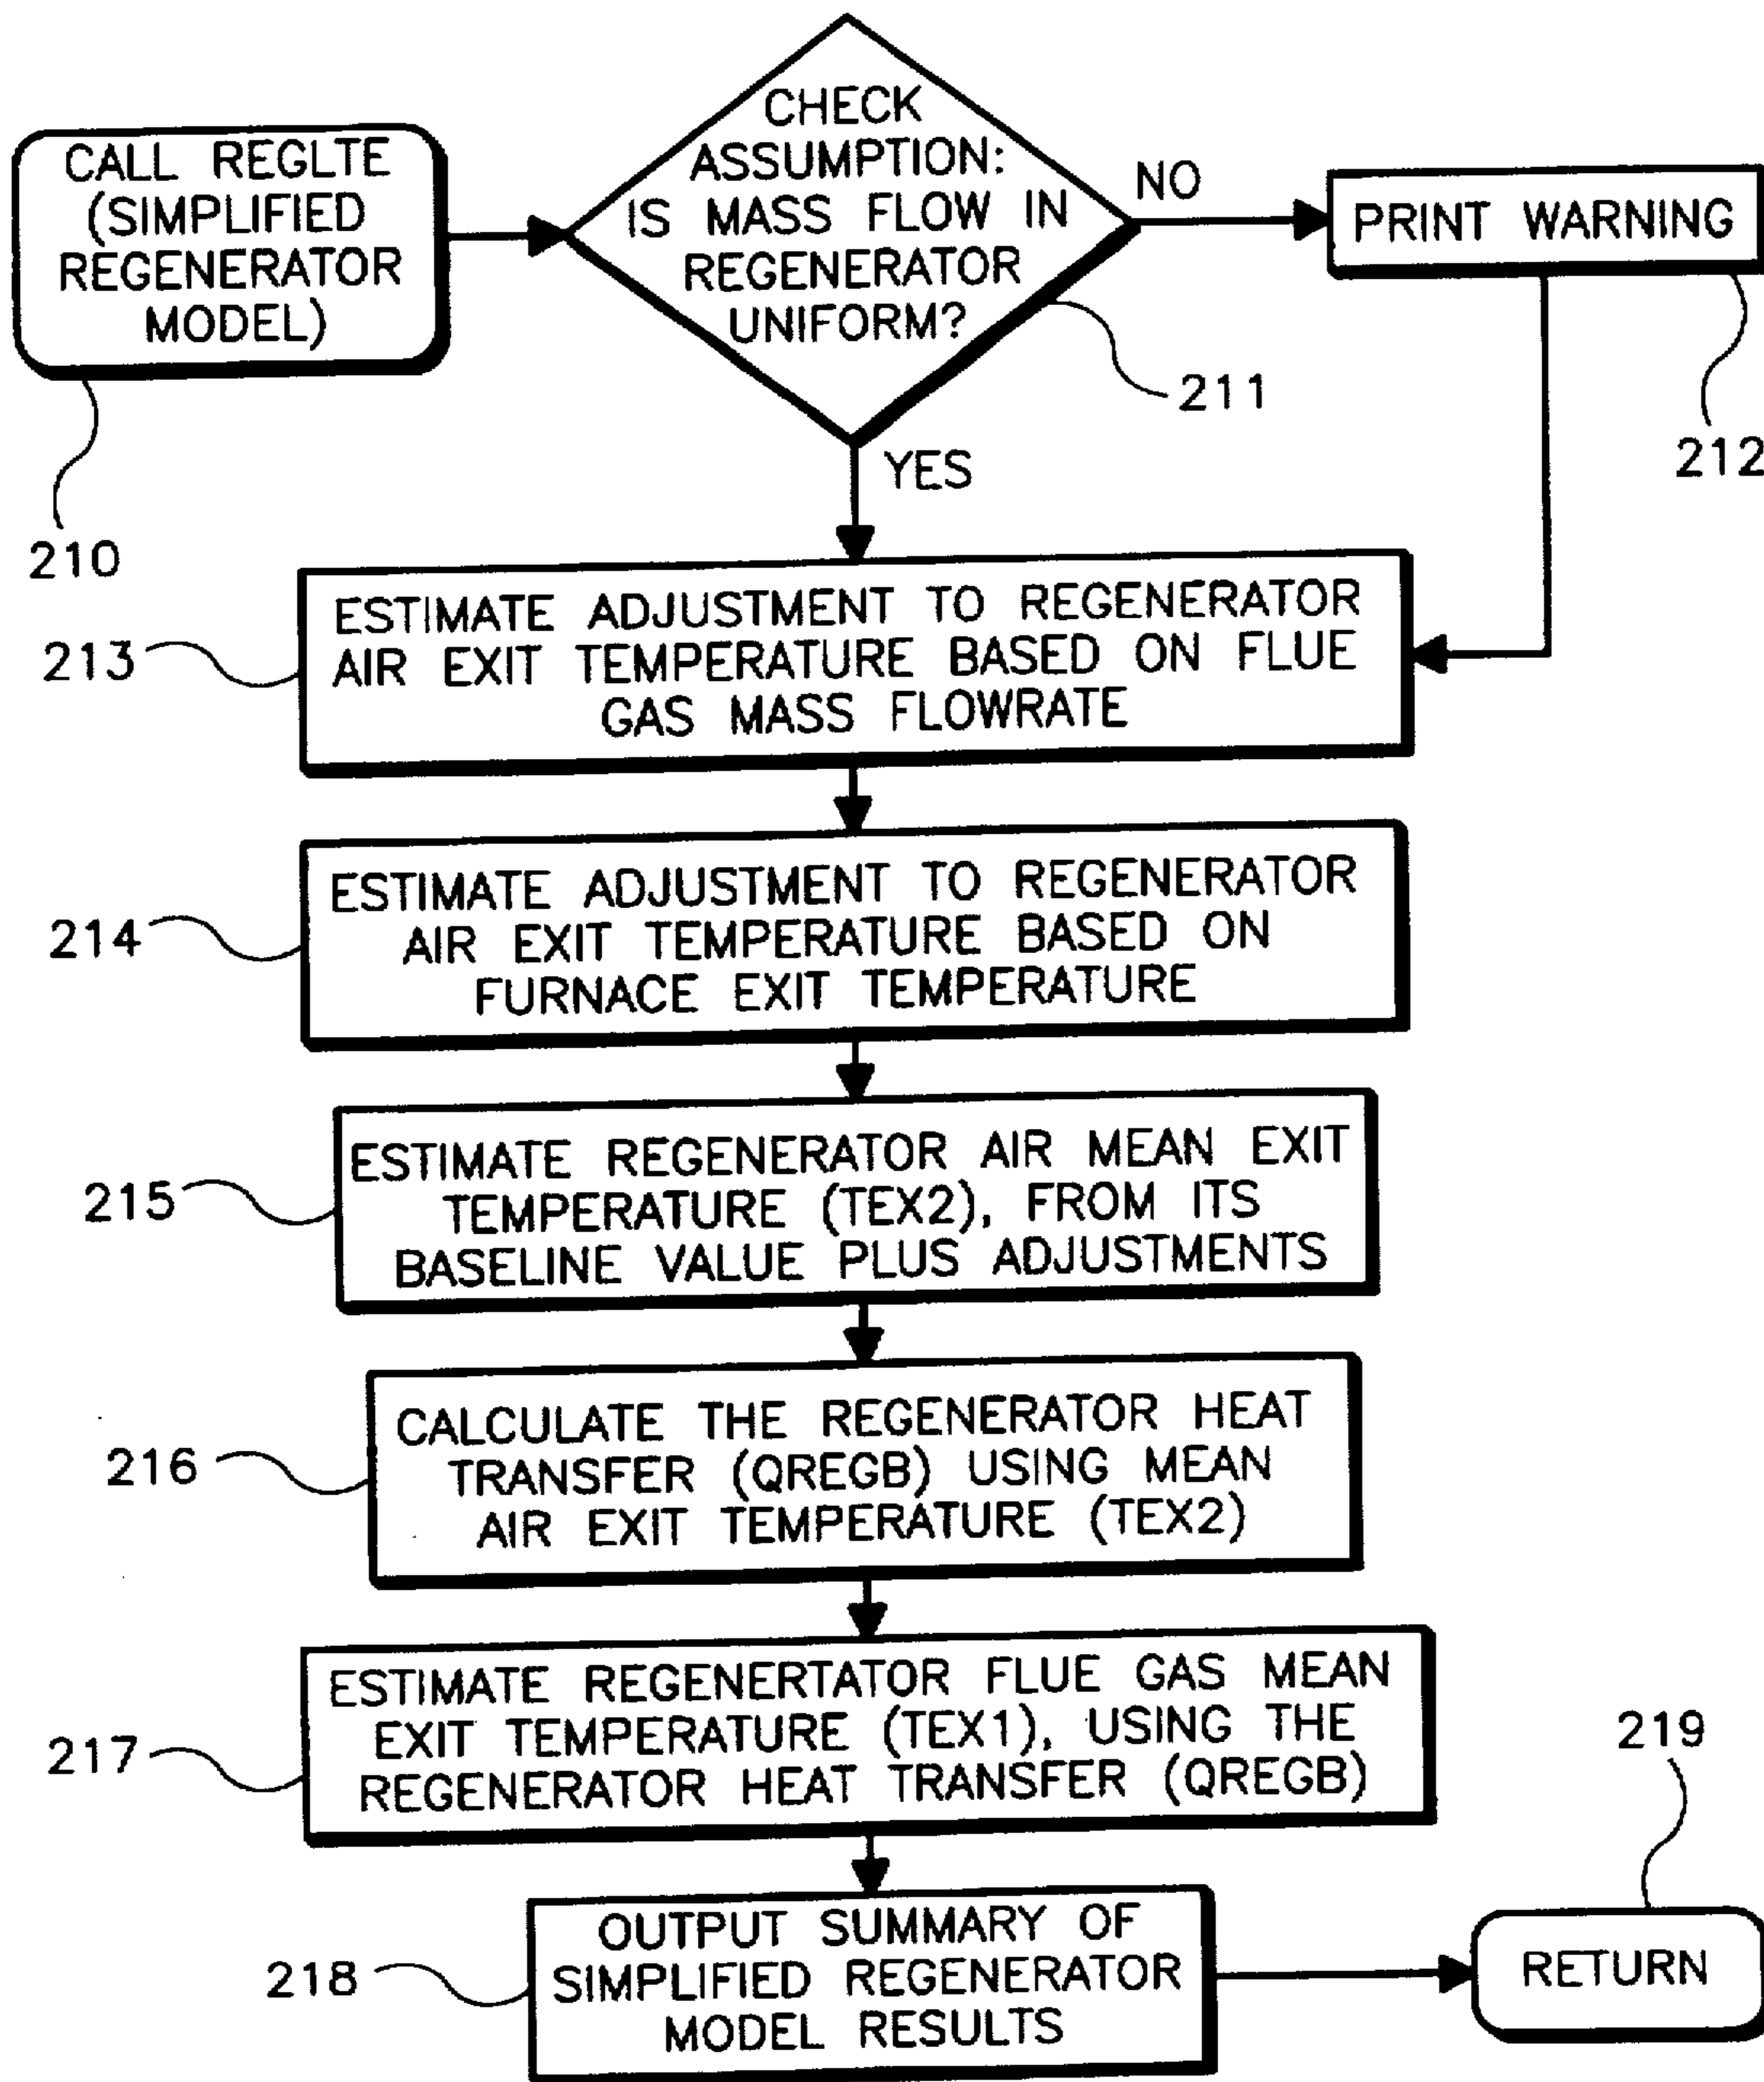 CALL REGLTE
(SIMPLIFIED
REGENERATOR
MODEL)
210
CHECK
ASSUMPTION:
IS MASS FLOW IN
REGENERATOR
UNIFORM?
211
NO
PRINT WARNING
212
YES
ESTIMATE ADJUSTMENT TO REGENERATOR
AIR EXIT TEMPERATURE BASED ON FLUE
GAS MASS FLOWRATE
213
ESTIMATE ADJUSTMENT TO REGENERATOR
AIR EXIT TEMPERATURE BASED ON
FURNACE EXIT TEMPERATURE
214
ESTIMATE REGENERATOR AIR MEAN EXIT
TEMPERATURE (TEX2), FROM ITS
BASELINE VALUE PLUS ADJUSTMENTS
215
CALCULATE THE REGENERATOR HEAT
TRANSFER (QREGB) USING MEAN
AIR EXIT TEMPERATURE (TEX2)
216
ESTIMATE REGENERTATOR FLUE GAS MEAN
EXIT TEMPERATURE (TEX1), USING THE
REGENERATOR HEAT TRANSFER (QREGB)
217
OUTPUT SUMMARY OF
SIMPLIFIED REGENERATOR
MODEL RESULTS
218
RETURN
219